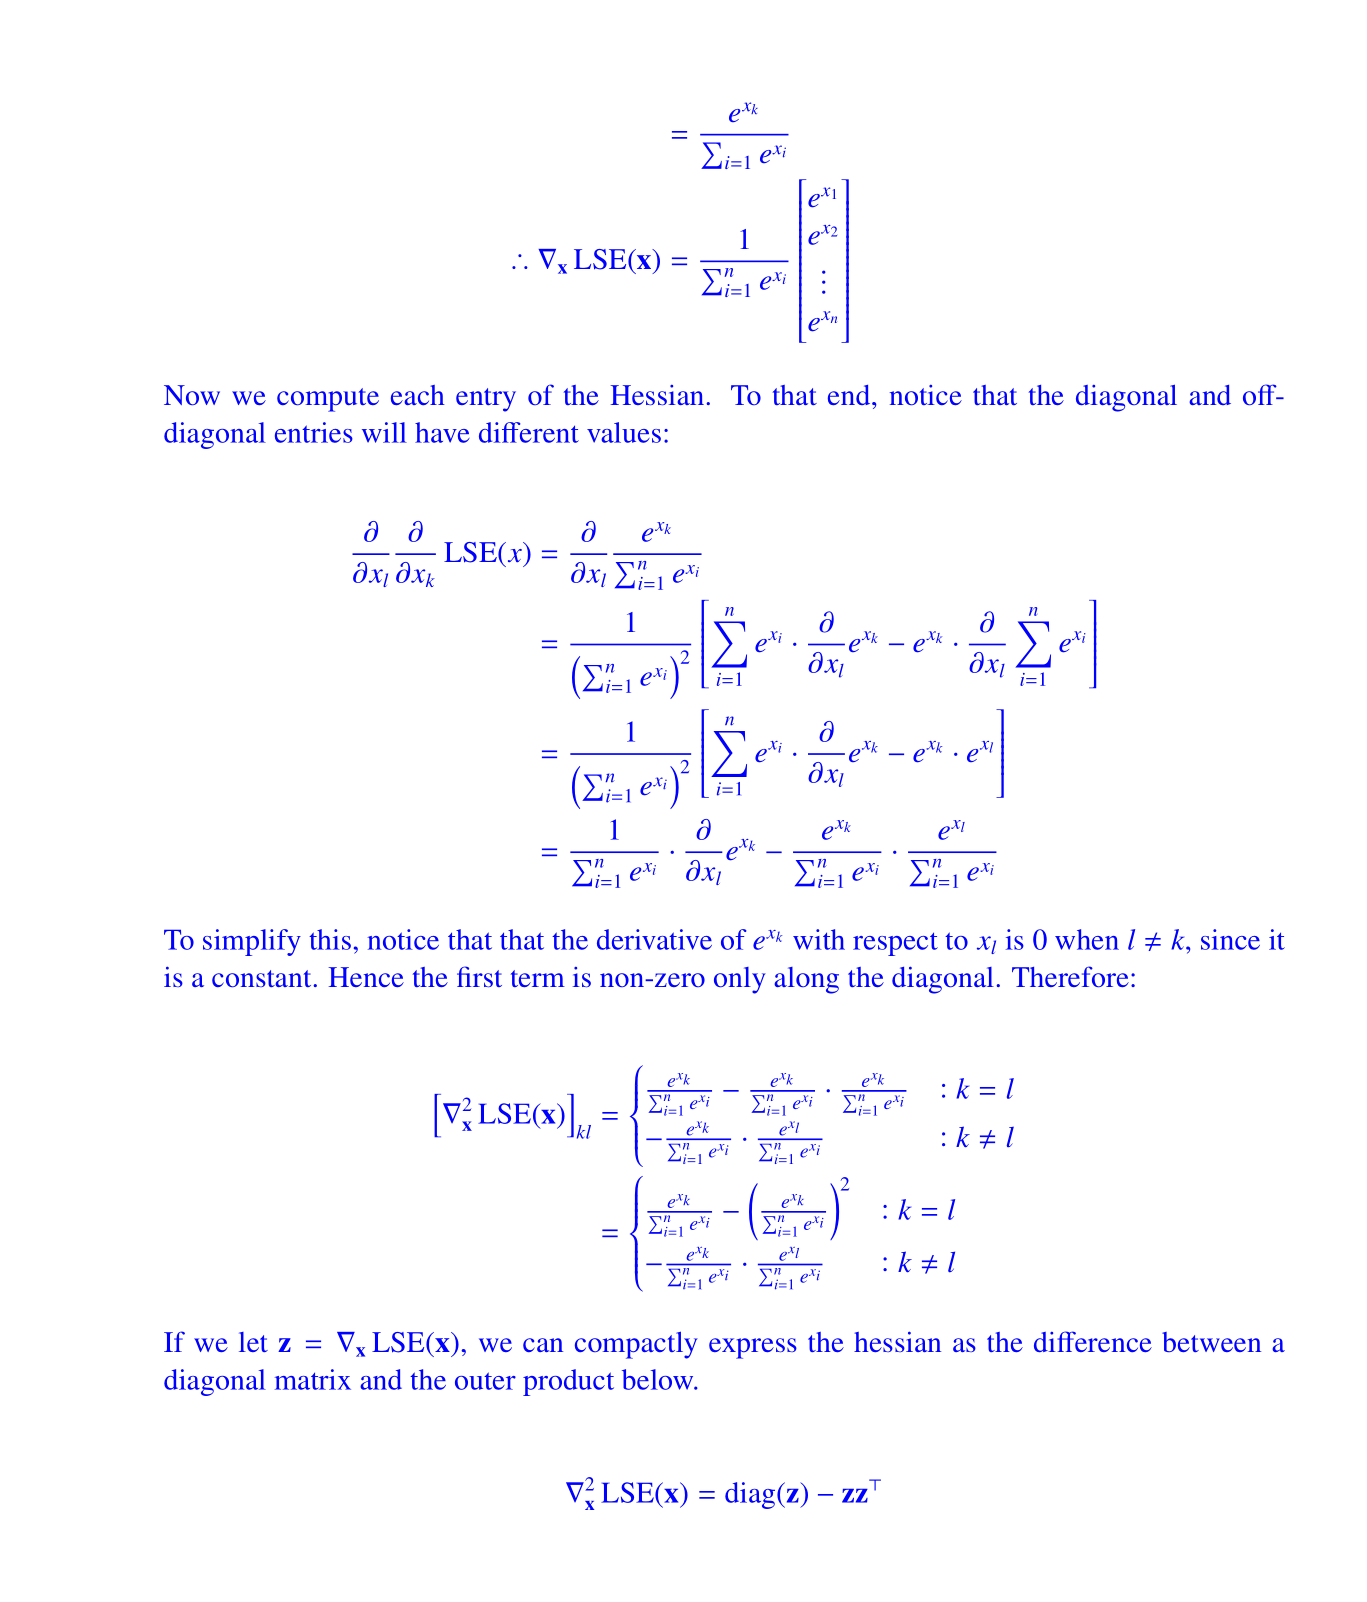 = \frac{e^{x_k}}{\sum_{i=1} e^{x_i}}
∴ \nabla_{\mathbf{x}} LSE(\mathbf{x}) = \frac{1}{\sum_{i=1}^{n} e^{x_i}} \begin{bmatrix} e^{x_1} \\ e^{x_2} \\ \vdots \\ e^{x_n} \end{bmatrix}
Now we compute each entry of the Hessian. To that end, notice that the diagonal and off-
diagonal entries will have different values:
\frac{\partial}{\partial x_l} \frac{\partial}{\partial x_k} LSE(x) = \frac{\partial}{\partial x_l} \frac{e^{x_k}}{\sum_{i=1}^{n} e^{x_i}}
= \frac{1}{\left(\sum_{i=1}^{n} e^{x_i}\right)^2} \left[ \sum_{i=1}^{n} e^{x_i} \cdot \frac{\partial}{\partial x_l} e^{x_k} - e^{x_k} \cdot \frac{\partial}{\partial x_l} \sum_{i=1}^{n} e^{x_i} \right]
= \frac{1}{\left(\sum_{i=1}^{n} e^{x_i}\right)^2} \left[ \sum_{i=1}^{n} e^{x_i} \cdot \frac{\partial}{\partial x_l} e^{x_k} - e^{x_k} \cdot e^{x_l} \right]
= \frac{1}{\sum_{i=1}^{n} e^{x_i}} \cdot \frac{\partial}{\partial x_l} e^{x_k} - \frac{e^{x_k}}{\sum_{i=1}^{n} e^{x_i}} \cdot \frac{e^{x_l}}{\sum_{i=1}^{n} e^{x_i}}
To simplify this, notice that that the derivative of e^{x_k} with respect to x_l is 0 when l ≠ k, since it
is a constant. Hence the first term is non-zero only along the diagonal. Therefore:
\left[ \nabla_{\mathbf{x}}^2 LSE(\mathbf{x}) \right]_{kl} = \begin{cases} \frac{e^{x_k}}{\sum_{i=1}^{n} e^{x_i}} - \frac{e^{x_k}}{\sum_{i=1}^{n} e^{x_i}} \cdot \frac{e^{x_k}}{\sum_{i=1}^{n} e^{x_i}} & : k = l \\ -\frac{e^{x_k}}{\sum_{i=1}^{n} e^{x_i}} \cdot \frac{e^{x_l}}{\sum_{i=1}^{n} e^{x_i}} & : k \neq l \end{cases}
= \begin{cases} \frac{e^{x_k}}{\sum_{i=1}^{n} e^{x_i}} - \left( \frac{e^{x_k}}{\sum_{i=1}^{n} e^{x_i}} \right)^2 & : k = l \\ -\frac{e^{x_k}}{\sum_{i=1}^{n} e^{x_i}} \cdot \frac{e^{x_l}}{\sum_{i=1}^{n} e^{x_i}} & : k \neq l \end{cases}
If we let \mathbf{z} = \nabla_{\mathbf{x}} LSE(\mathbf{x}), we can compactly express the hessian as the difference between a
diagonal matrix and the outer product below.
\nabla_{\mathbf{x}}^2 LSE(\mathbf{x}) = diag(\mathbf{z}) - \mathbf{z}\mathbf{z}^\top